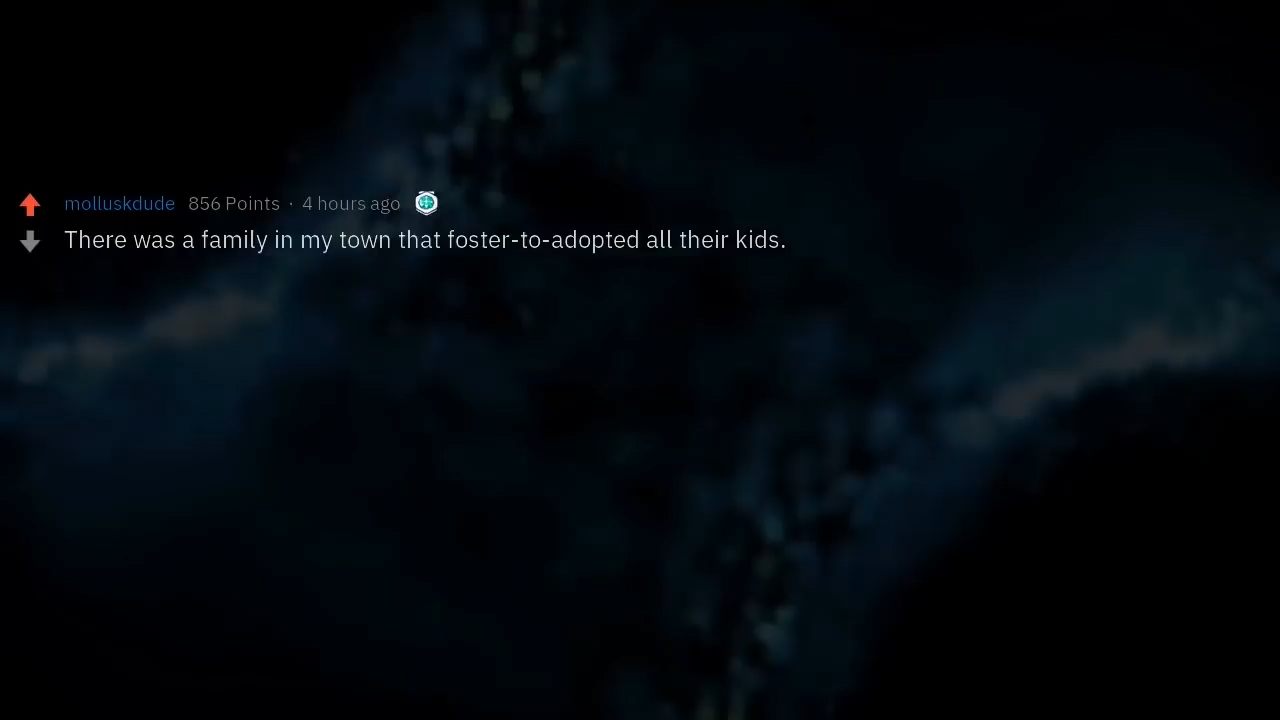 molluskdude 856 Points · 4 hours ago
There was a family in my town that foster-to-adopted all their kids.